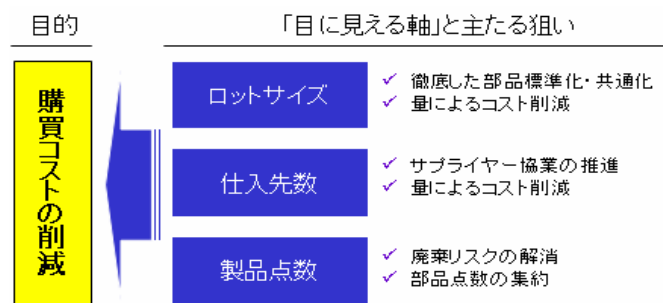 目的
「目に見える軸」と主たる狙い
購買コストの削減
ロットサイズ
✓ 徹底した部品標準化・共通化
✓ 量によるコスト削減
仕入先数
✓ サプライヤー協業の推進
✓ 量によるコスト削減
製品点数
✓ 廃棄リスクの解消
✓ 部品点数の集約